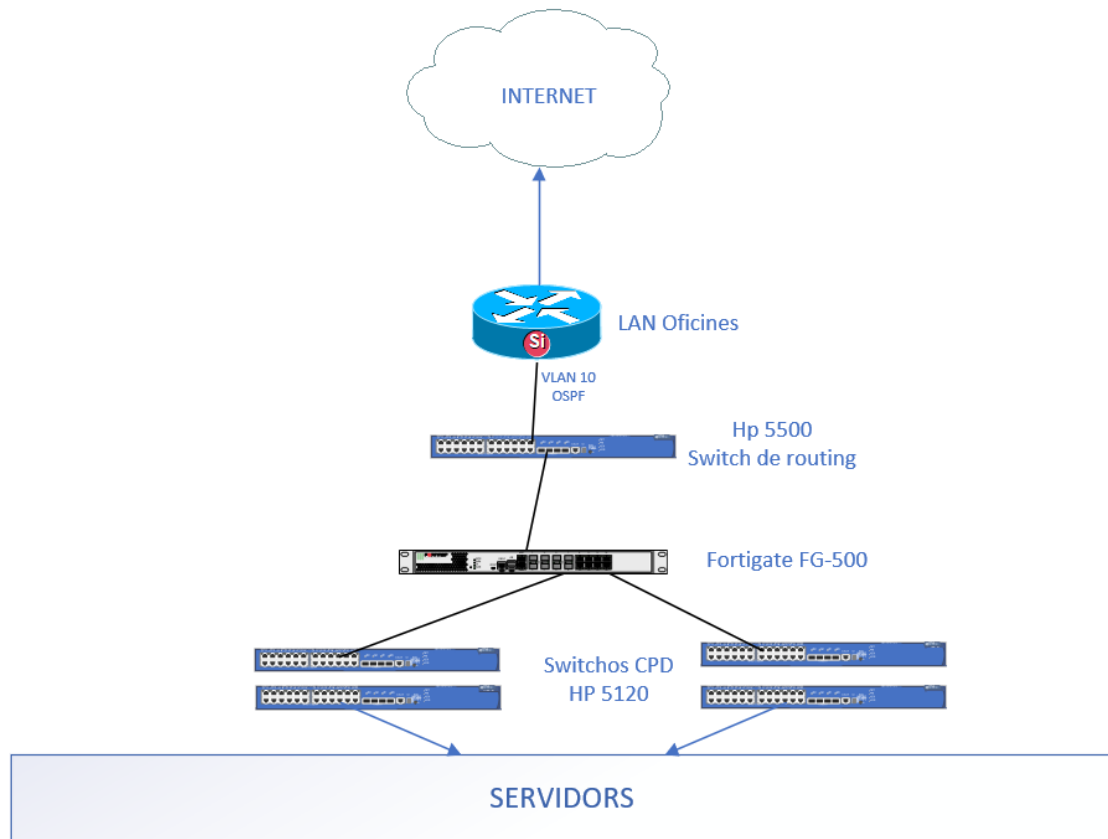 INTERNET
LAN Oficines
Si
VLAN 10
OSPF
Hp 5500
Switch de routing
Fortigate FG-500
Switchos CPD
HP 5120
SERVIDORS